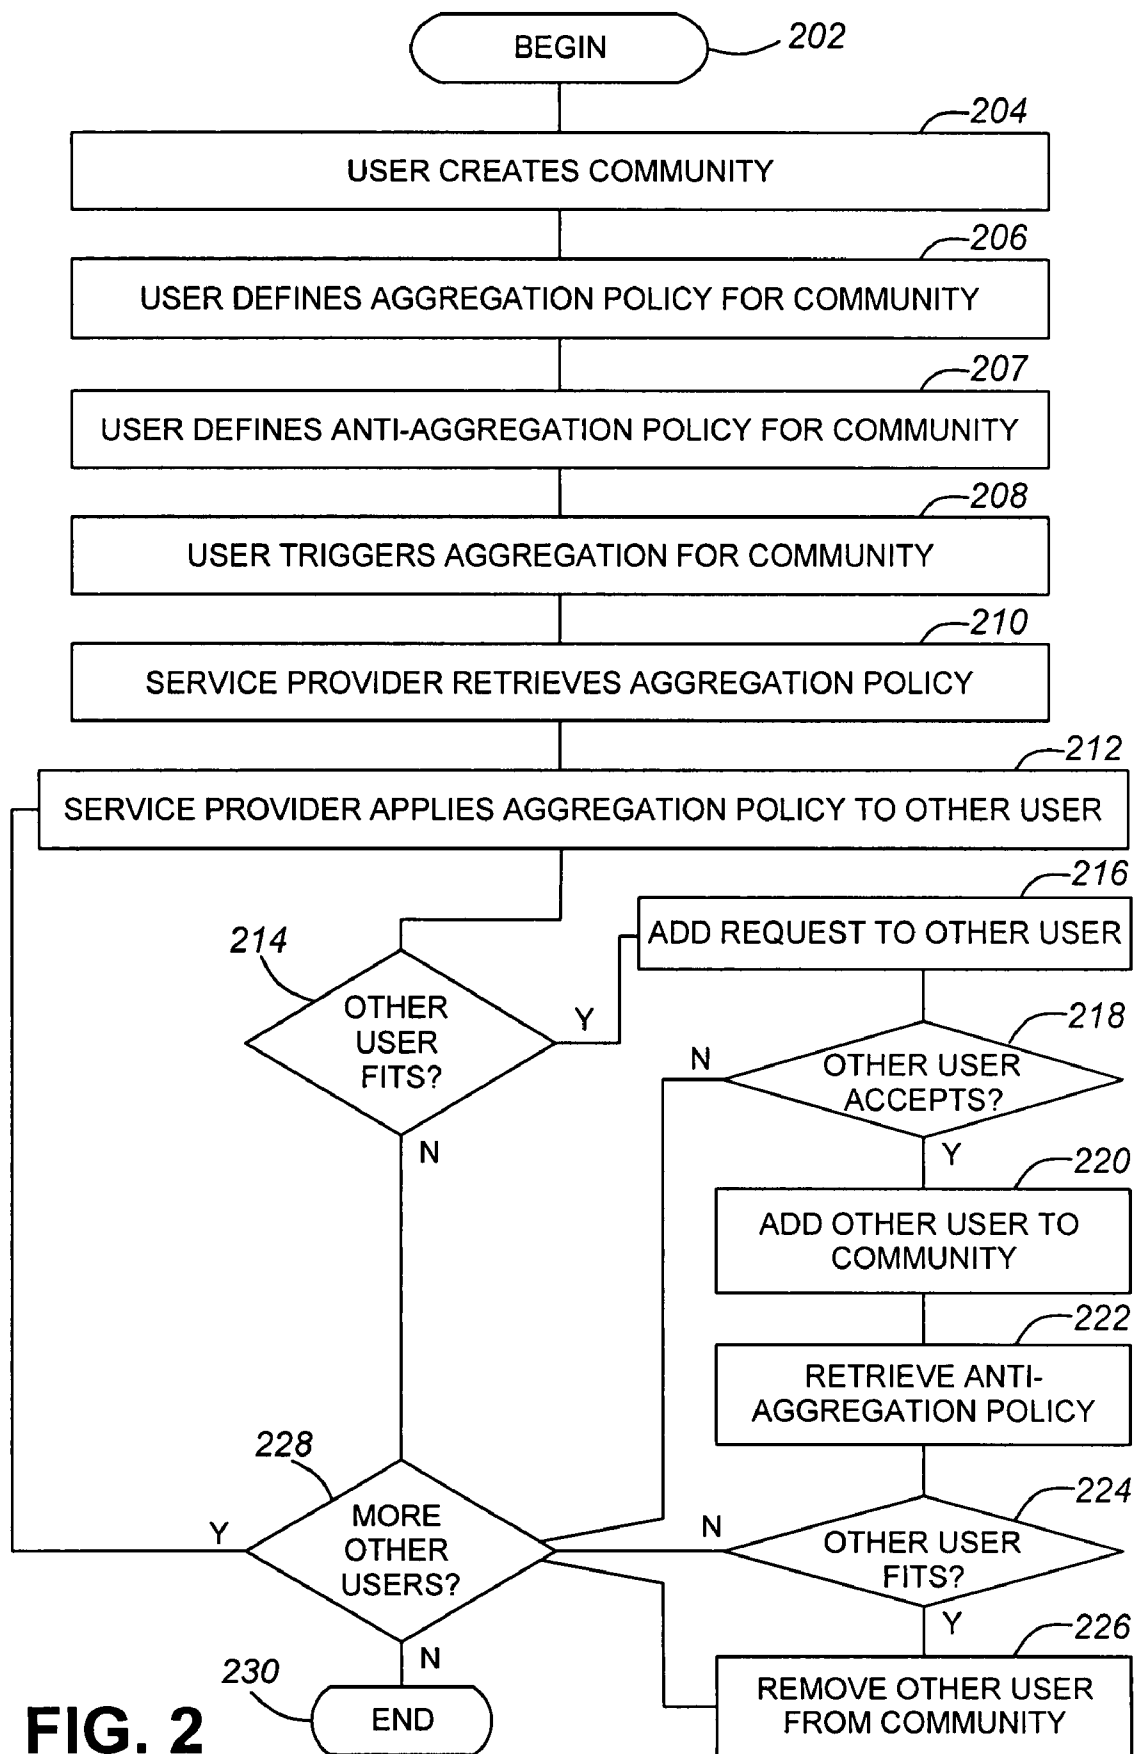 BEGIN
202
204
USER CREATES COMMUNITY
206
USER DEFINES AGGREGATION POLICY FOR COMMUNITY
207
USER DEFINES ANTI-AGGREGATION POLICY FOR COMMUNITY
208
USER TRIGGERS AGGREGATION FOR COMMUNITY
210
SERVICE PROVIDER RETRIEVES AGGREGATION POLICY
212
SERVICE PROVIDER APPLIES AGGREGATION POLICY TO OTHER USER
216
ADD REQUEST TO OTHER USER
214
OTHER
USER
FITS?
Y
N
218
OTHER USER
ACCEPTS?
N
Y
220
ADD OTHER USER TO
COMMUNITY
222
RETRIEVE ANTI-
AGGREGATION POLICY
224
OTHER USER
FITS?
N
Y
226
REMOVE OTHER USER
FROM COMMUNITY
228
MORE
OTHER
USERS?
Y
N
230
END
FIG. 2